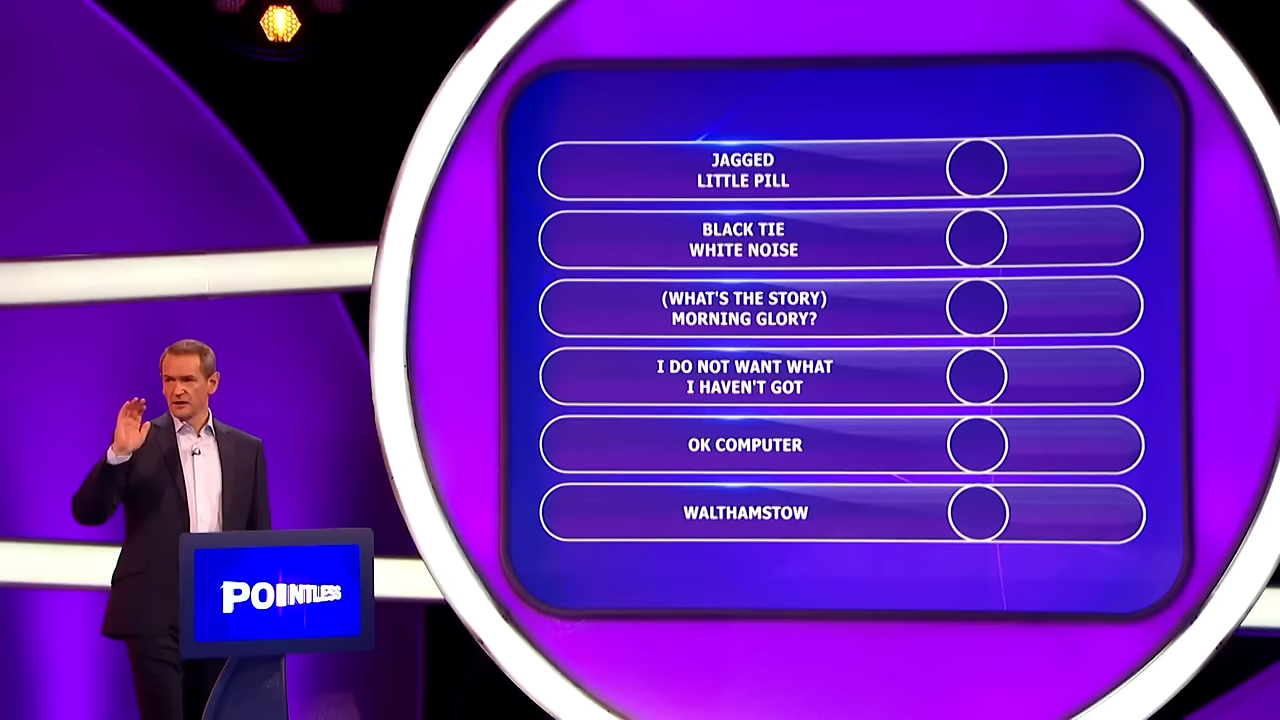 JAGGED
LITTLE PILL
BLACK TIE
WHITE NOISE
(WHAT'S THE STORY)
MORNING GLORY?
I DO NOT WANT WHAT
I HAVEN'T GOT
OK COMPUTER
WALTHAMSTOW
POINTLESS